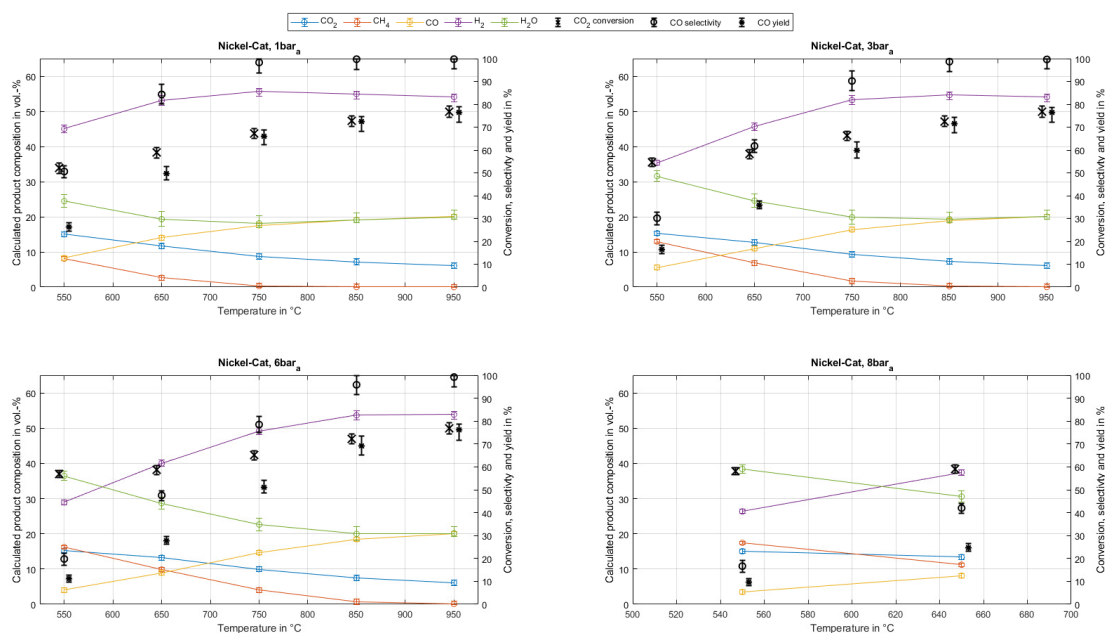 CO2 CH4 CO H2 H2O CO2 conversion CO selectivity CO yield
Nickel-Cat, 1bara
Calculated product composition in vol.-%
0 10 20 30 40 50 60
550 600 650 700 750 800 850 900 950
Temperature in °C
0 10 20 30 40 50 60 70 80 90 100
Conversion, selectivity and yield in %
Nickel-Cat, 3bara
Calculated product composition in vol.-%
0 10 20 30 40 50 60
550 600 650 700 750 800 850 900 950
Temperature in °C
0 10 20 30 40 50 60 70 80 90 100
Conversion, selectivity and yield in %
Nickel-Cat, 6bara
Calculated product composition in vol.-%
0 10 20 30 40 50 60
550 600 650 700 750 800 850 900 950
Temperature in °C
0 10 20 30 40 50 60 70 80 90 100
Conversion, selectivity and yield in %
Nickel-Cat, 8bara
Calculated product composition in vol.-%
0 10 20 30 40 50 60
500 520 540 560 580 600 620 640 660 680 700
Temperature in °C
0 10 20 30 40 50 60 70 80 90 100
Conversion, selectivity and yield in %